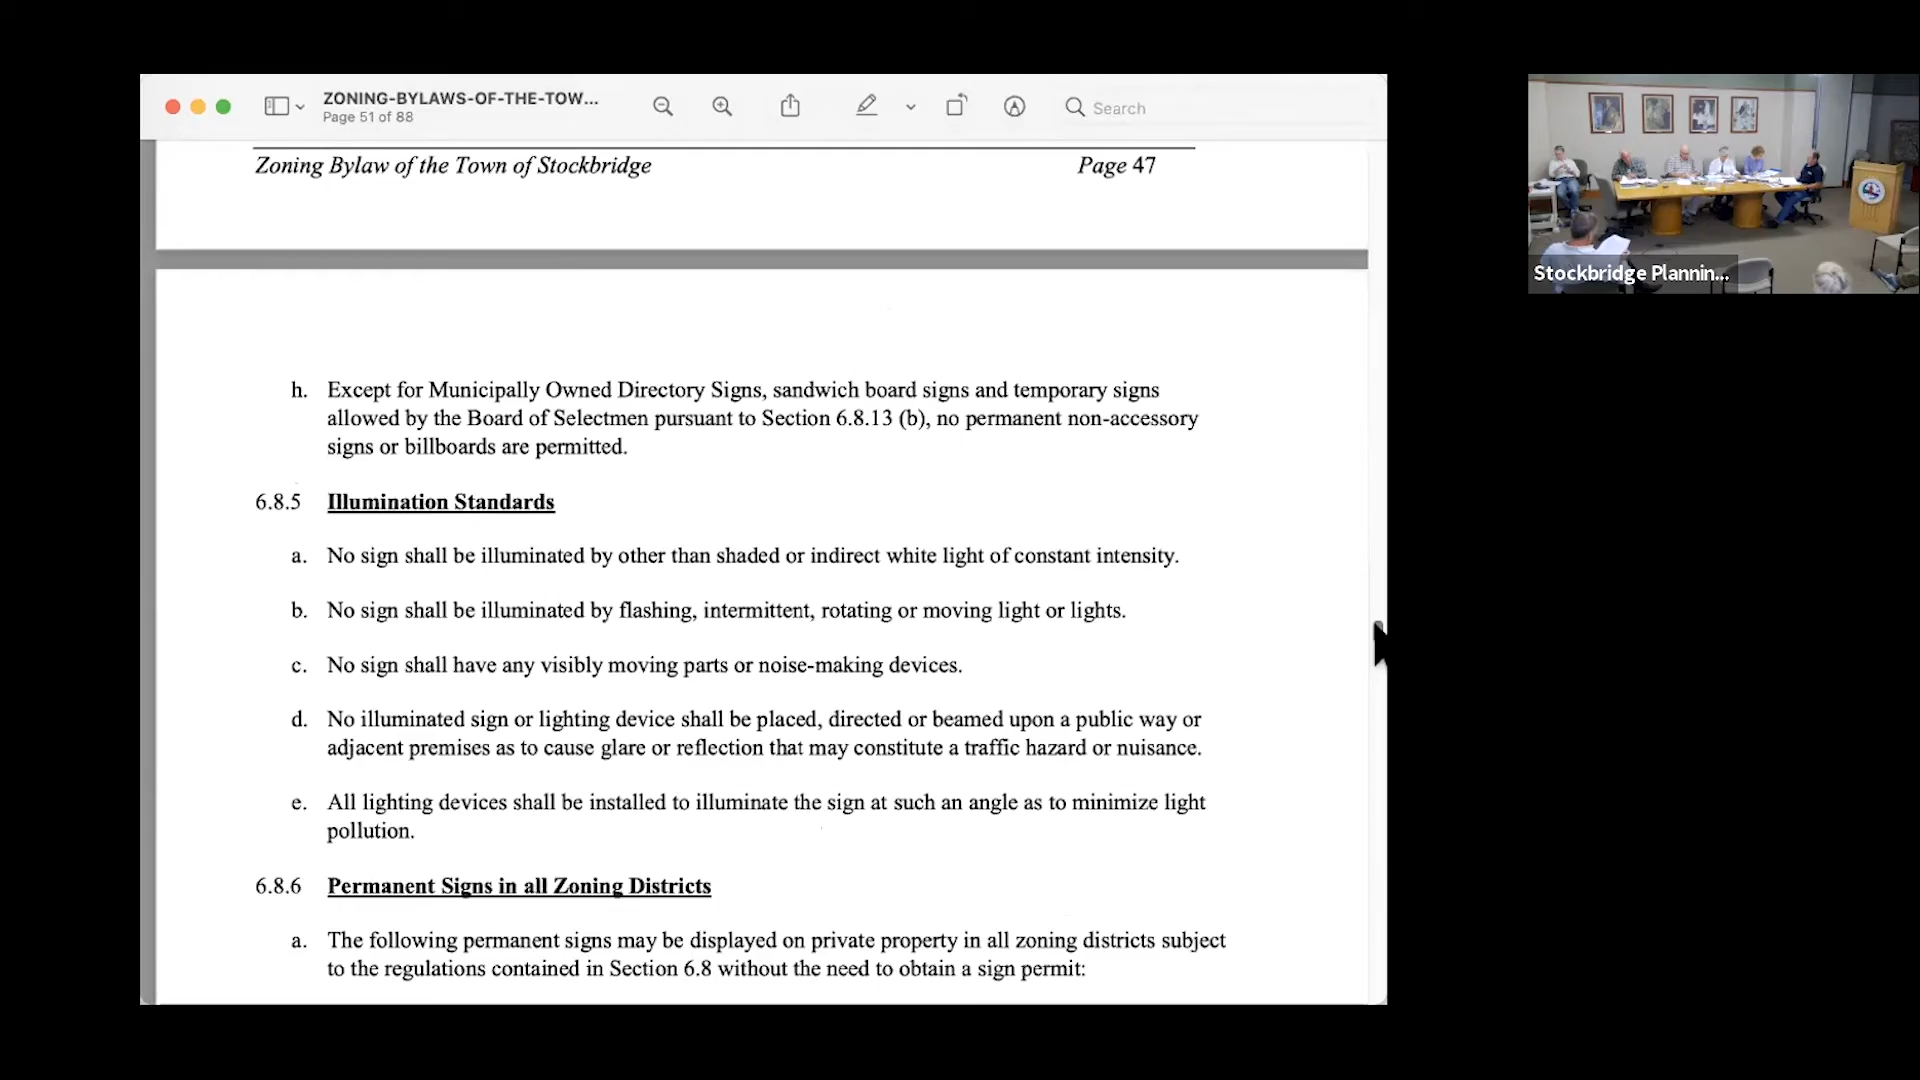 ZONING-BYLAWS-OF-THE-TOW...
Page 51 of 88
Search
Zoning Bylaw of the Town of Stockbridge Page 47
h. Except for Municipally Owned Directory Signs, sandwich board signs and temporary signs
allowed by the Board of Selectmen pursuant to Section 6.8.13 (b), no permanent non-accessory
signs or billboards are permitted.
6.8.5 Illumination Standards
a. No sign shall be illuminated by other than shaded or indirect white light of constant intensity.
b. No sign shall be illuminated by flashing, intermittent, rotating or moving light or lights.
c. No sign shall have any visibly moving parts or noise-making devices.
d. No illuminated sign or lighting device shall be placed, directed or beamed upon a public way or
adjacent premises as to cause glare or reflection that may constitute a traffic hazard or nuisance.
e. All lighting devices shall be installed to illuminate the sign at such an angle as to minimize light
pollution.
6.8.6 Permanent Signs in all Zoning Districts
a. The following permanent signs may be displayed on private property in all zoning districts subject
to the regulations contained in Section 6.8 without the need to obtain a sign permit:
Stockbridge Plannin...